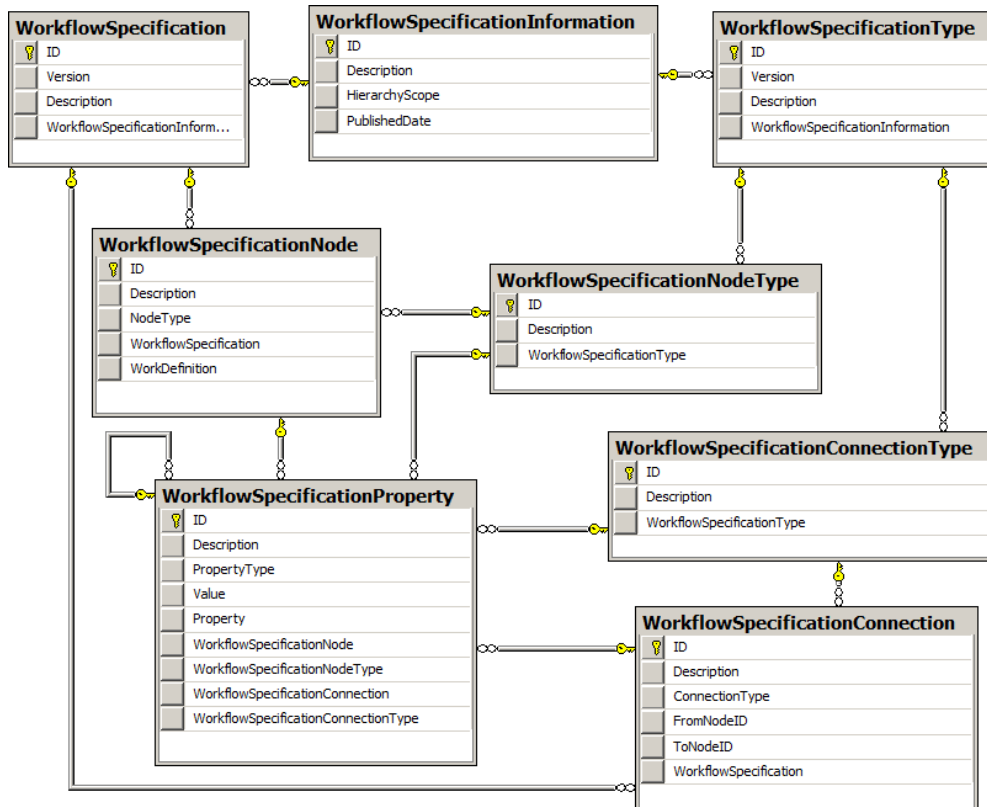 WorkflowSpecification
ID
Version
Description
WorkflowSpecificationInform...
WorkflowSpecificationInformation
ID
Description
HierarchyScope
PublishedDate
WorkflowSpecificationType
ID
Version
Description
WorkflowSpecificationInformation
WorkflowSpecificationNode
ID
Description
NodeType
WorkflowSpecification
WorkDefinition
WorkflowSpecificationNodeType
ID
Description
WorkflowSpecificationType
WorkflowSpecificationConnectionType
ID
Description
WorkflowSpecificationType
WorkflowSpecificationProperty
ID
Description
PropertyType
Value
Property
WorkflowSpecificationNode
WorkflowSpecificationNodeType
WorkflowSpecificationConnection
WorkflowSpecificationConnectionType
WorkflowSpecificationConnection
ID
Description
ConnectionType
FromNodeID
ToNodeID
WorkflowSpecification